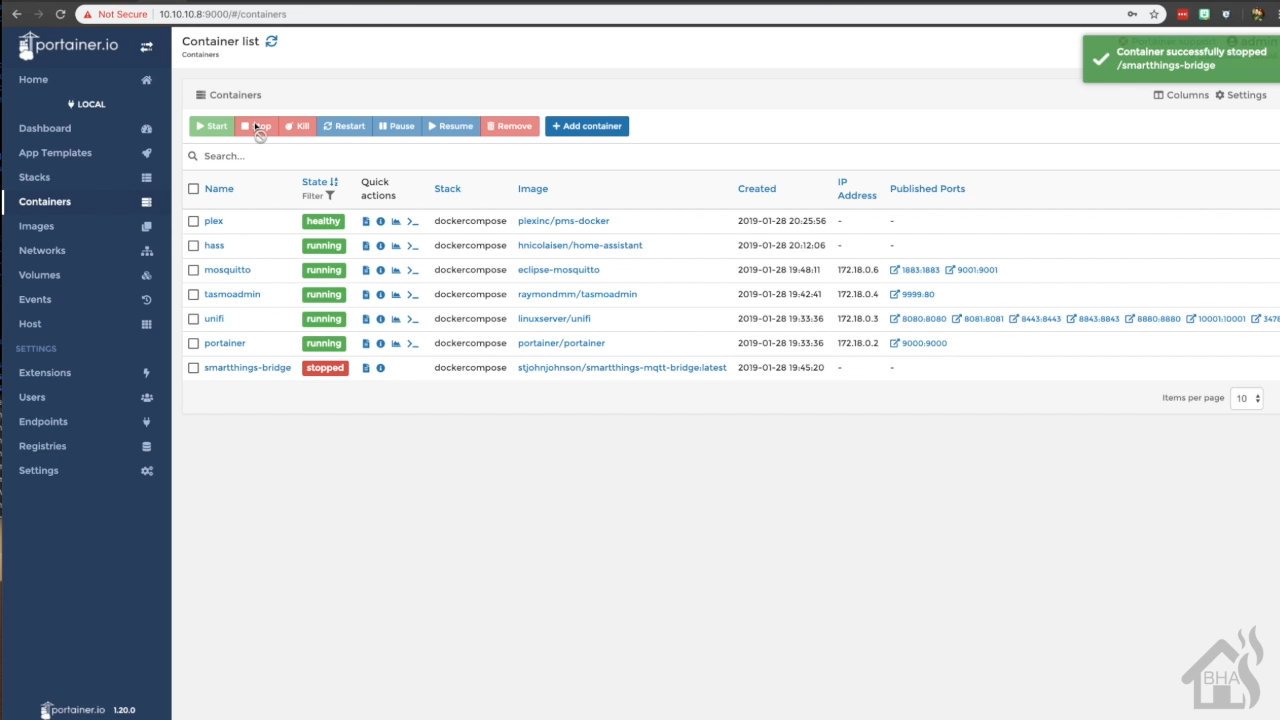 Not Secure 10.10.10.8:9000/#/containers
portainer.io
Home
LOCAL
Dashboard
App Templates
Stacks
Containers
Images
Networks
Volumes
Events
Host
SETTINGS
Extensions
Users
Endpoints
Registries
Settings
portainer.io 1.20.0
Container list
Containers
Portainer support admin
Container successfully stopped
/smartthings-bridge
Containers
Columns Settings
Start Kill Restart Pause Resume Remove + Add container
Search...
Name State Filter Quick actions Stack Image Created IP Address Published Ports
plex healthy dockercompose plexinc/pms-docker 2019-01-28 20:25:56 - -
hass running dockercompose hnicolaisen/home-assistant 2019-01-28 20:12:06 - -
mosquitto running dockercompose eclipse-mosquitto 2019-01-28 19:48:11 172.18.0.6 1883:1883 9001:9001
tasmoadmin running dockercompose raymondmm/tasmoadmin 2019-01-28 19:42:41 172.18.0.4 9999:80
unifi running dockercompose linuxserver/unifi 2019-01-28 19:33:36 172.18.0.3 8080:8080 8081:8081 8443:8443 8843:8843 8880:8880 10001:10001 3478
portainer running dockercompose portainer/portainer 2019-01-28 19:33:36 172.18.0.2 9000:9000
smartthings-bridge stopped dockercompose stjohnjohnson/smartthings-mqtt-bridge:latest 2019-01-28 19:45:20 - -
Items per page 10
BHA